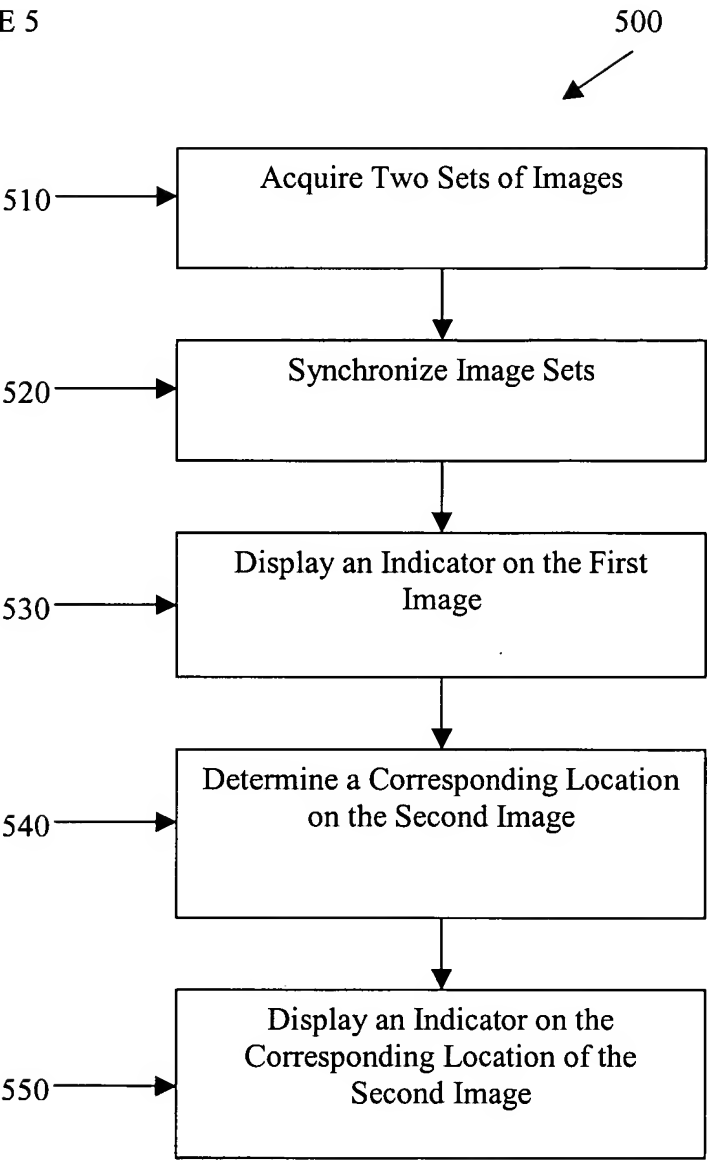 E 5
500
510
Acquire Two Sets of Images
520
Synchronize Image Sets
530
Display an Indicator on the First
Image
540
Determine a Corresponding Location
on the Second Image
550
Display an Indicator on the
Corresponding Location of the
Second Image